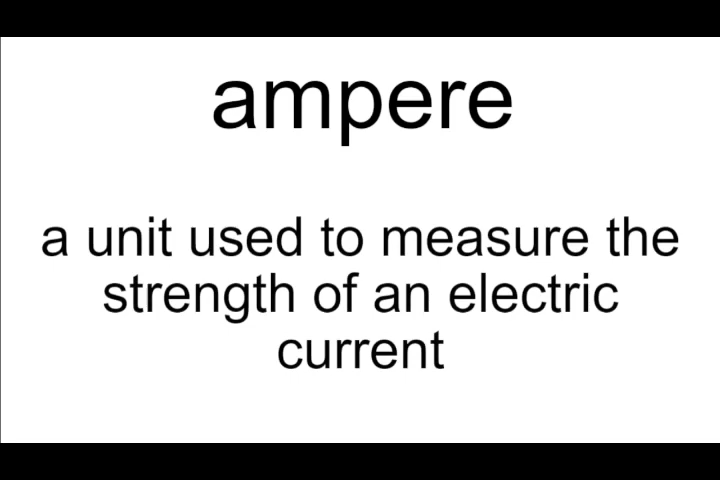 ampere
a unit used to measure the
strength of an electric
current